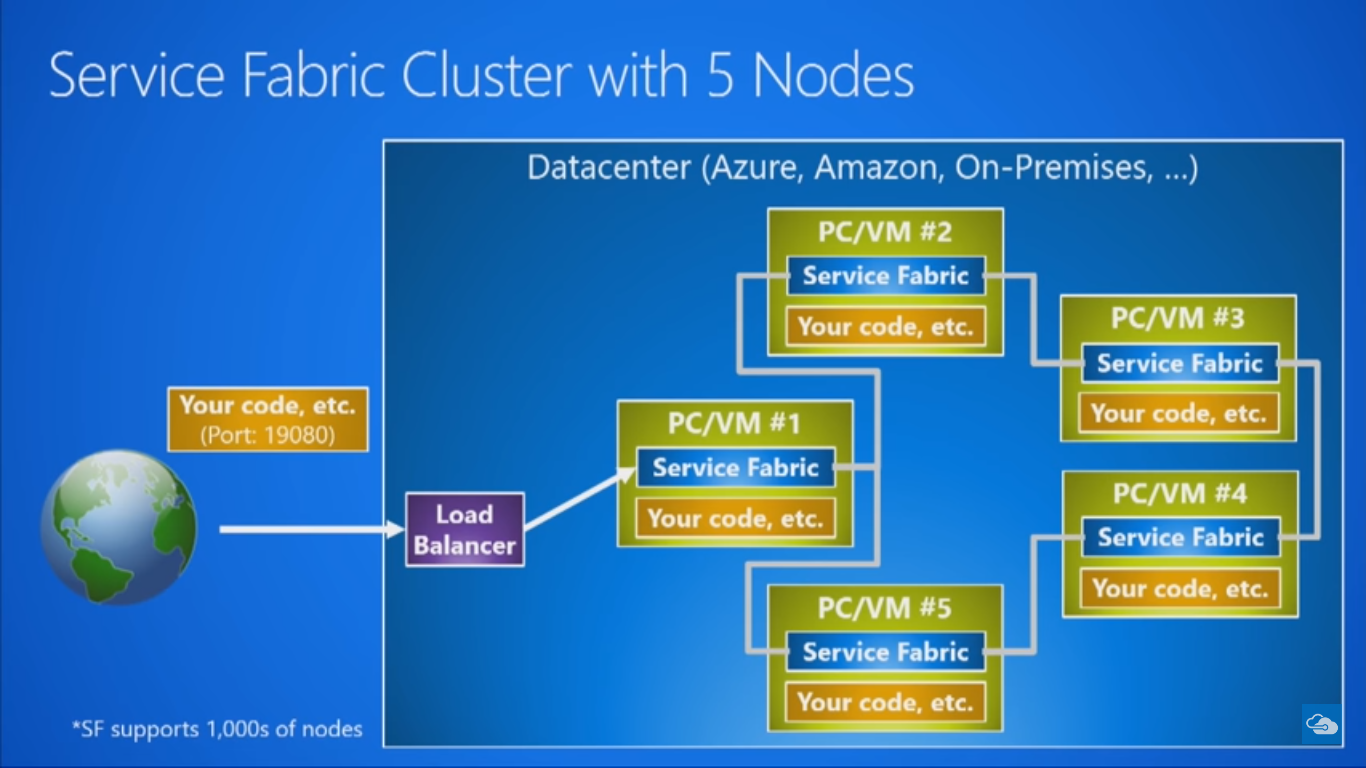 Service Fabric Cluster with 5 Nodes
Datacenter (Azure, Amazon, On-Premises, ...)
PC/VM #2
Service Fabric
Your code, etc.
PC/VM #3
Service Fabric
Your code, etc.
Your code, etc.
(Port: 19080)
PC/VM #1
Service Fabric
Your code, etc.
Load
Balancer
PC/VM #4
Service Fabric
Your code, etc.
PC/VM #5
Service Fabric
Your code, etc.
*SF supports 1,000s of nodes